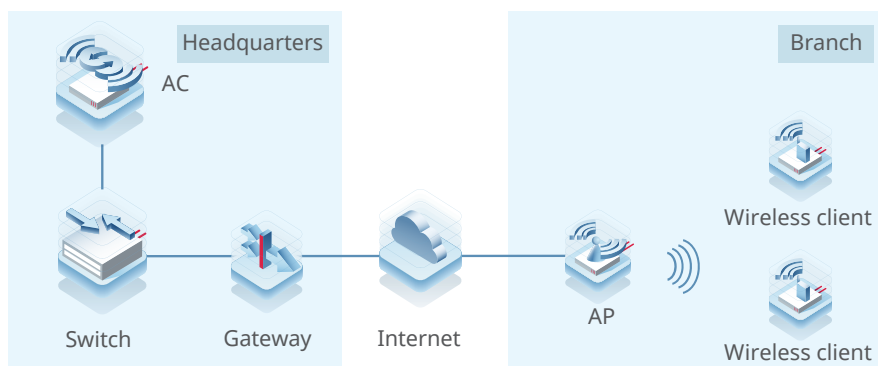 Headquarters
Branch
AC
Wireless client
AP
Switch
Gateway
Internet
Wireless client